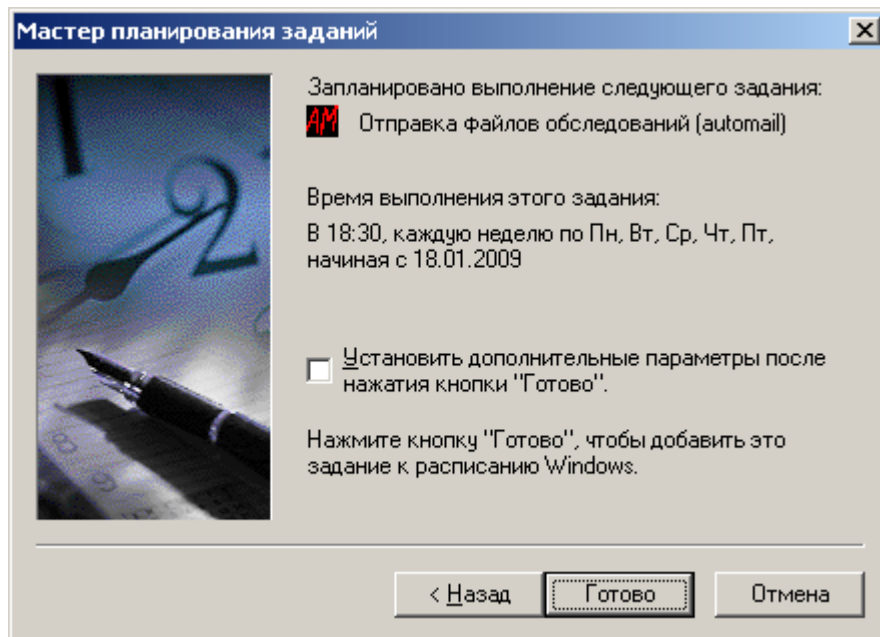 Мастер планирования заданий
Запланировано выполнение следующего задания:
AM Отправка файлов обследований (automail)
Время выполнения этого задания:
В 18:30, каждую неделю по Пн, Вт, Ср, Чт, Пт,
начиная с 18.01.2009
Установить дополнительные параметры после
нажатия кнопки "Готово".
Нажмите кнопку "Готово", чтобы добавить это
задание к расписанию Windows.
< Назад Готово Отмена